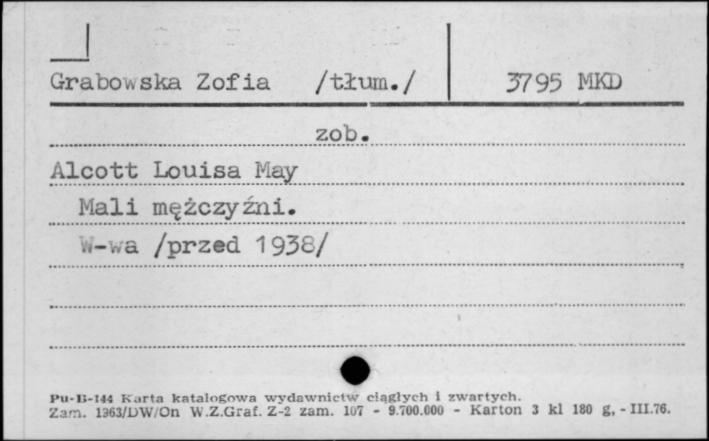 Grabowska Zofia /tłum./ 3795 MKD
zob.
Alcott Louisa May
Mali mężczyźni.
W-wa /przed 1938/
Pu-B-144 Karta katalogowa wydawnictw ciągłych i zwartych.
Zam. 1363/DW/On W.Z.Graf. Z-2 zam. 107 - 9.700.000 - Karton 3 kl 180 g, - III.76.